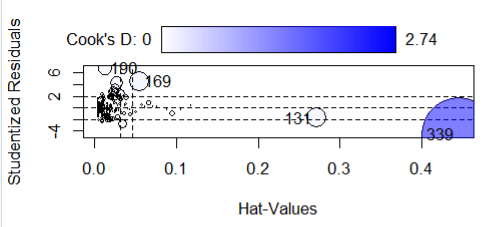 Cook's D: 0 2.74
Studentized Residuals
6
2
−4
190
169
131
339
0.0 0.1 0.2 0.3 0.4
Hat-Values